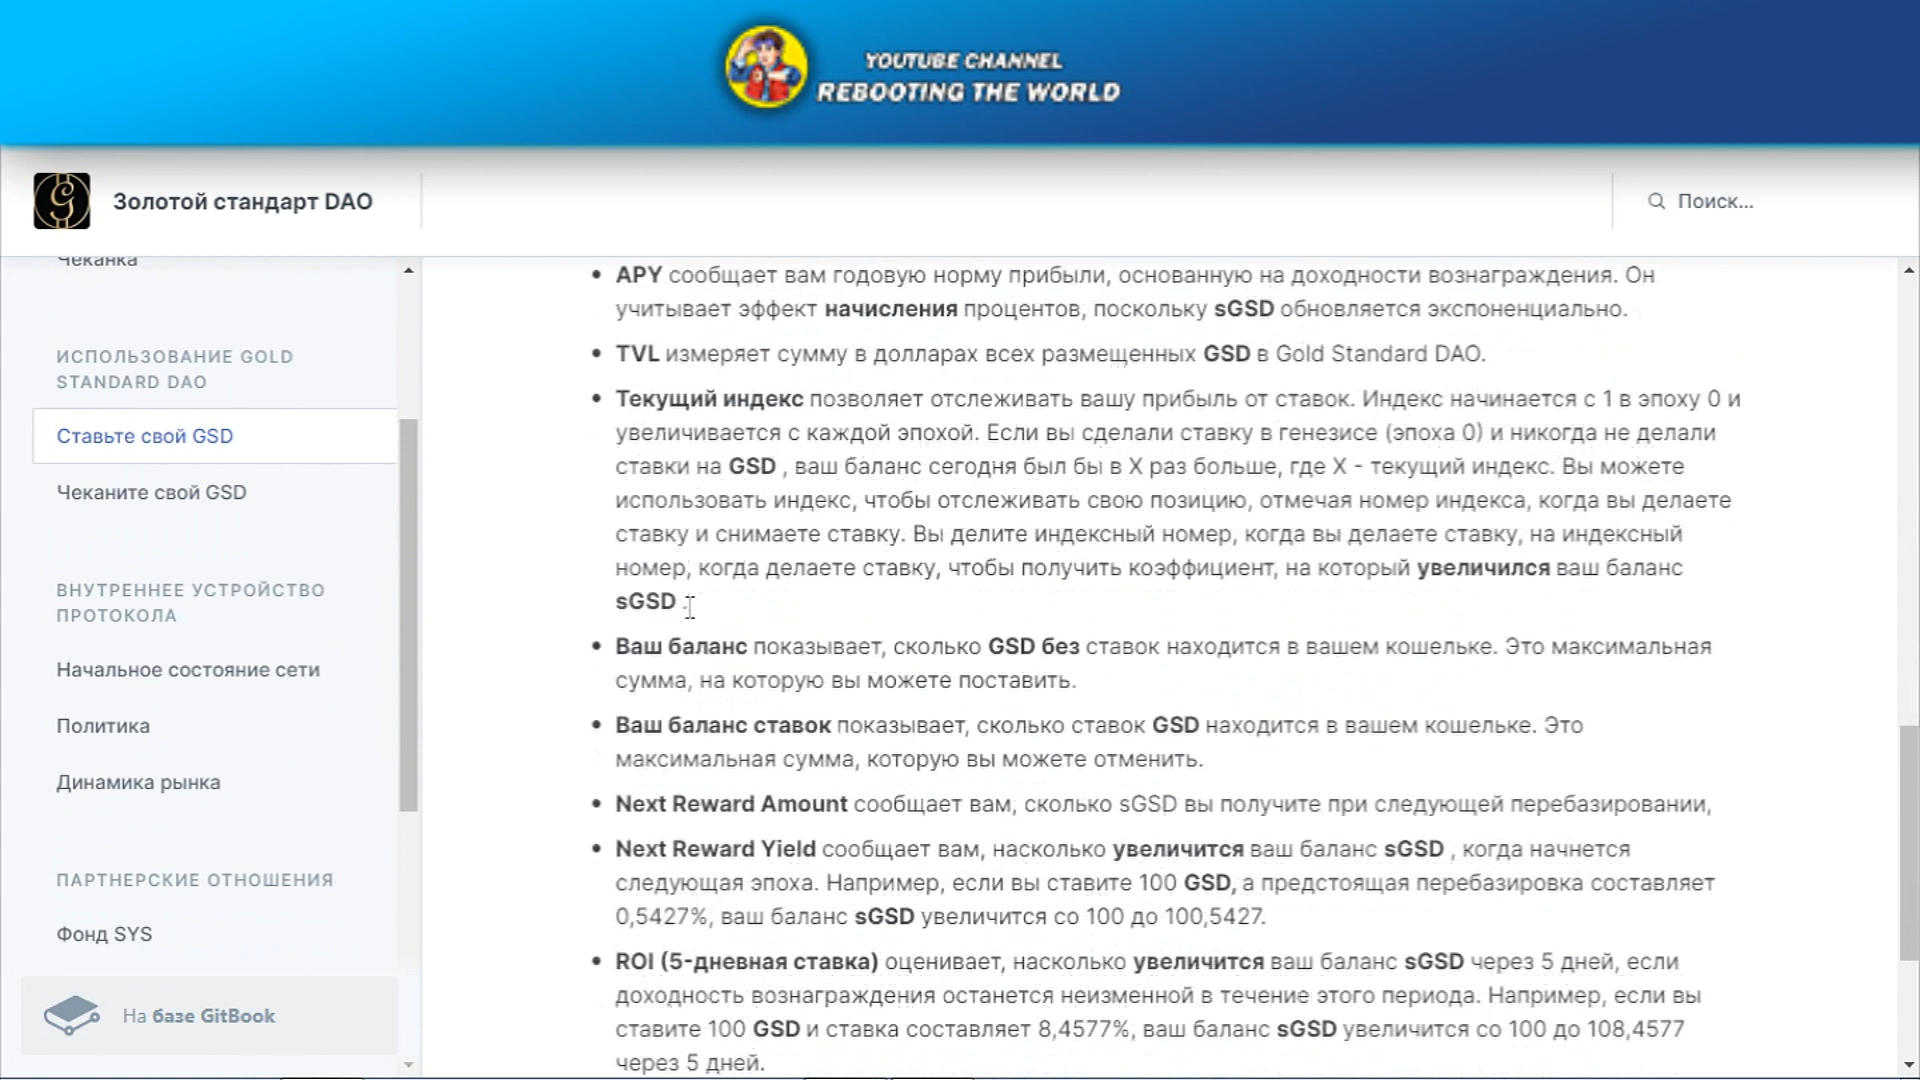 YOUTUBE CHANNEL
REBOOTING THE WORLD
Золотой стандарт DAO
Поиск...
Чеканка
ИСПОЛЬЗОВАНИЕ GOLD
STANDARD DAO
Ставьте свой GSD
Чеканите свой GSD
ВНУТРЕННЕЕ УСТРОЙСТВО
ПРОТОКОЛА
Начальное состояние сети
Политика
Динамика рынка
ПАРТНЕРСКИЕ ОТНОШЕНИЯ
Фонд SYS
На базе GitBook
• APY сообщает вам годовую норму прибыли, основанную на доходности вознаграждения. Он
учитывает эффект начисления процентов, поскольку sGSD обновляется экспоненциально.
• TVL измеряет сумму в долларах всех размещенных GSD в Gold Standard DAO.
• Текущий индекс позволяет отслеживать вашу прибыль от ставок. Индекс начинается с 1 в эпоху 0 и
увеличивается с каждой эпохой. Если вы сделали ставку в генезисе (эпоха 0) и никогда не делали
ставки на GSD , ваш баланс сегодня был бы в X раз больше, где X - текущий индекс. Вы можете
использовать индекс, чтобы отслеживать свою позицию, отмечая номер индекса, когда вы делаете
ставку и снимаете ставку. Вы делите индексный номер, когда вы делаете ставку, на индексный
номер, когда делаете ставку, чтобы получить коэффициент, на который увеличился ваш баланс
sGSD .
• Ваш баланс показывает, сколько GSD без ставок находится в вашем кошельке. Это максимальная
сумма, на которую вы можете поставить.
• Ваш баланс ставок показывает, сколько ставок GSD находится в вашем кошельке. Это
максимальная сумма, которую вы можете отменить.
• Next Reward Amount сообщает вам, сколько sGSD вы получите при следующей перебазировании,
• Next Reward Yield сообщает вам, насколько увеличится ваш баланс sGSD , когда начнется
следующая эпоха. Например, если вы ставите 100 GSD, а предстоящая перебазировка составляет
0,5427%, ваш баланс sGSD увеличится со 100 до 100,5427.
• ROI (5-дневная ставка) оценивает, насколько увеличится ваш баланс sGSD через 5 дней, если
доходность вознаграждения останется неизменной в течение этого периода. Например, если вы
ставите 100 GSD и ставка составляет 8,4577%, ваш баланс sGSD увеличится со 100 до 108,4577
через 5 дней.